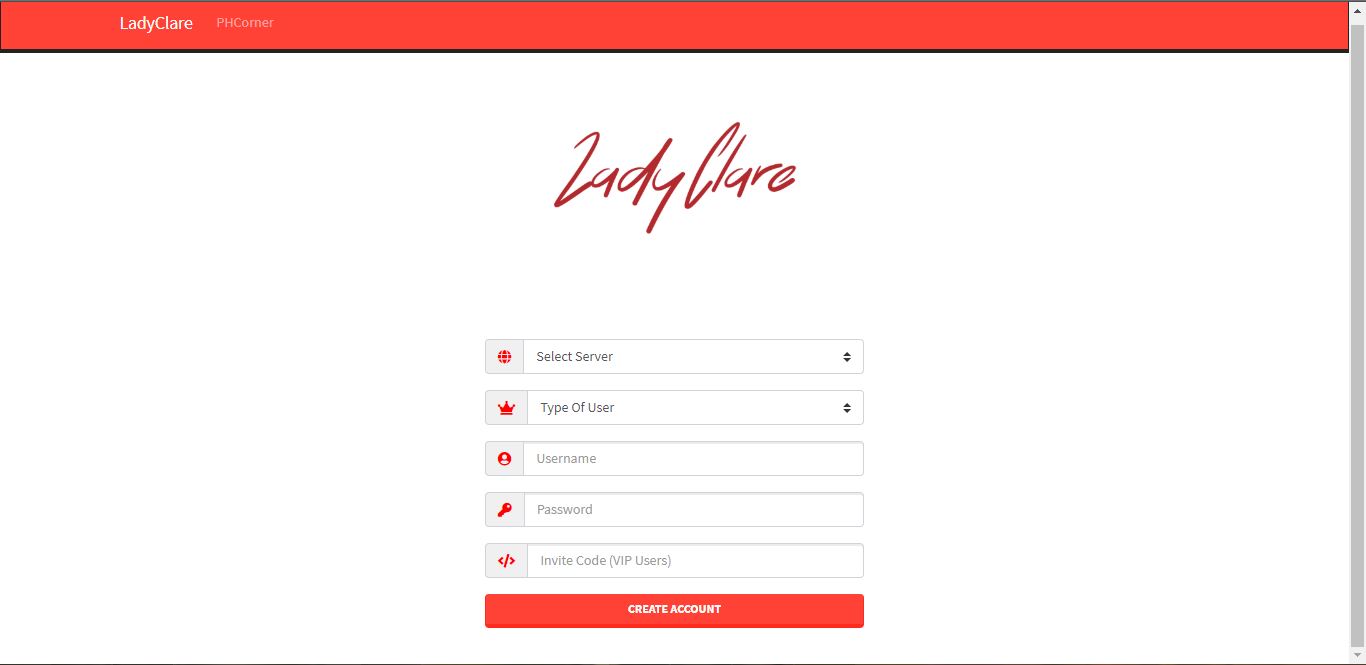 LadyClare PHCorner
LadyClare
Select Server
Type Of User
Username
Password
Invite Code (VIP Users)
CREATE ACCOUNT